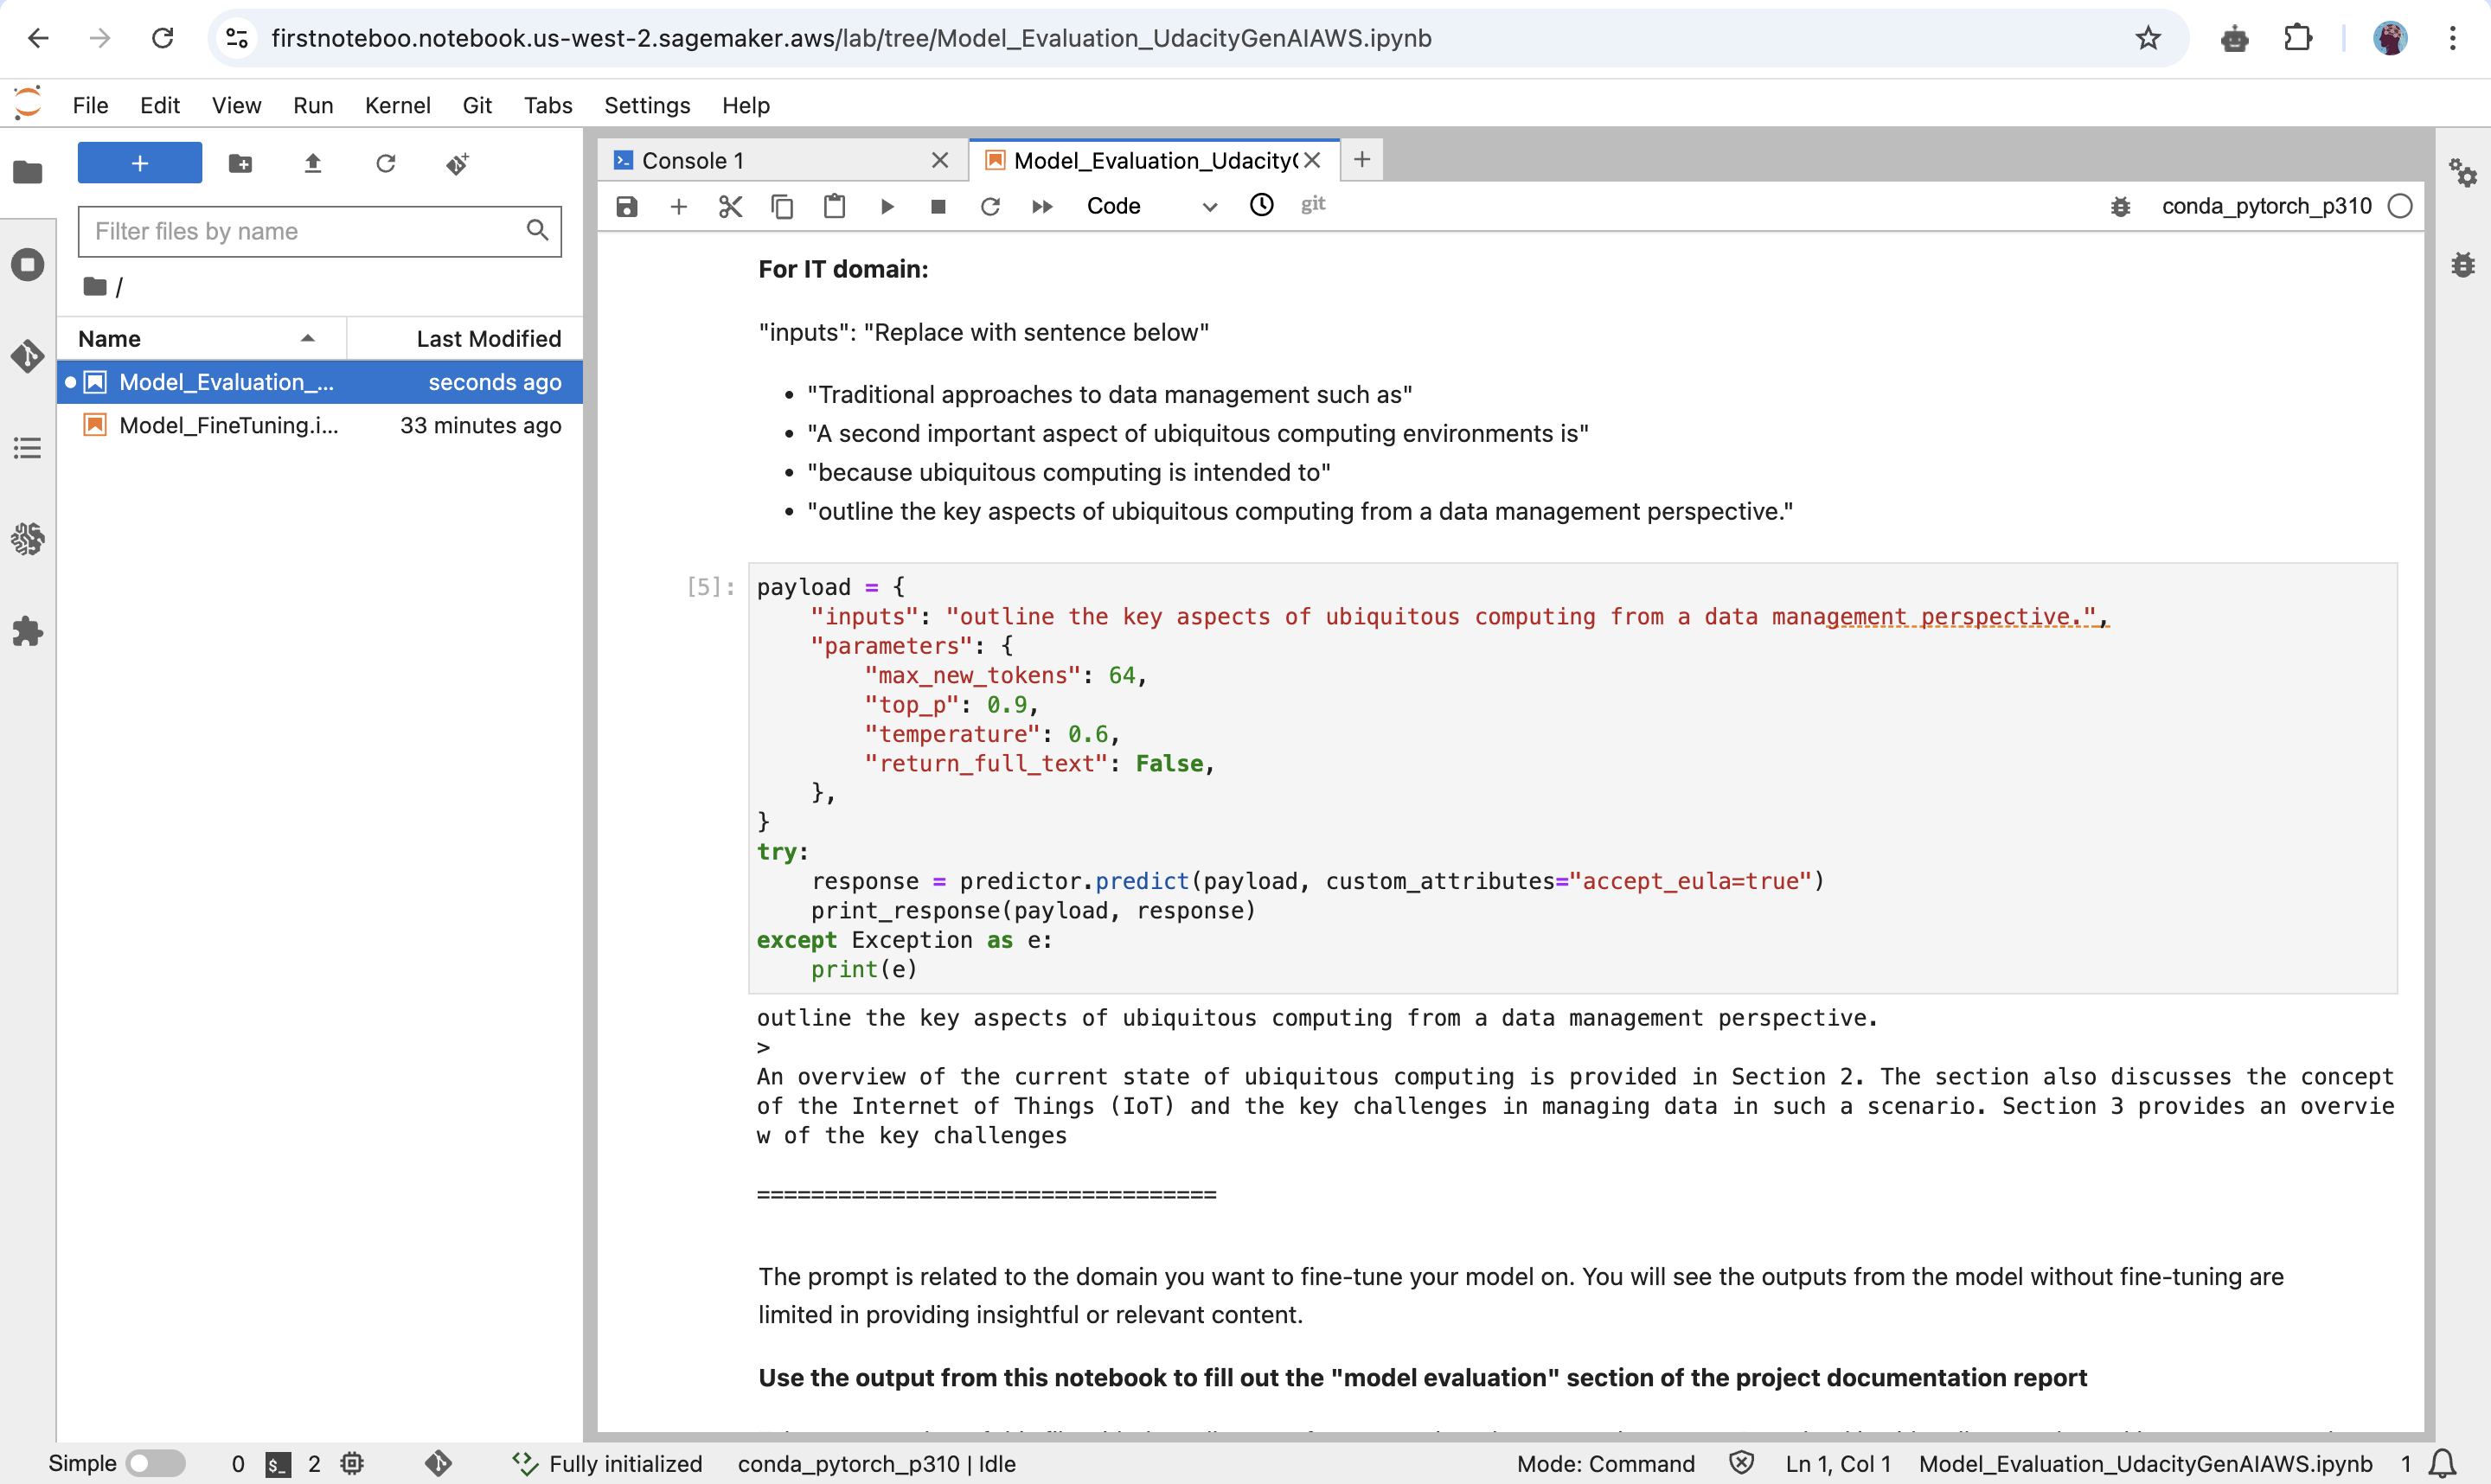 firstnoteboo.notebook.us-west-2.sagemaker.aws/lab/tree/Model_Evaluation_UdacityGenAIAWS.ipynb
File Edit View Run Kernel Git Tabs Settings Help
+
Filter files by name
/
Name Last Modified
Model_Evaluation_... seconds ago
Model_FineTuning.i... 33 minutes ago
Console 1
Model_Evaluation_Udacity(
Code
git
conda_pytorch_p310
For IT domain:
"inputs": "Replace with sentence below"
• "Traditional approaches to data management such as"
• "A second important aspect of ubiquitous computing environments is"
• "because ubiquitous computing is intended to"
• "outline the key aspects of ubiquitous computing from a data management perspective."
[5]:
payload = {
    "inputs": "outline the key aspects of ubiquitous computing from a data management perspective.",
    "parameters": {
        "max_new_tokens": 64,
        "top_p": 0.9,
        "temperature": 0.6,
        "return_full_text": False,
    },
}
try:
    response = predictor.predict(payload, custom_attributes="accept_eula=true")
    print_response(payload, response)
except Exception as e:
    print(e)
outline the key aspects of ubiquitous computing from a data management perspective.
>
An overview of the current state of ubiquitous computing is provided in Section 2. The section also discusses the concept
of the Internet of Things (IoT) and the key challenges in managing data in such a scenario. Section 3 provides an overvie
w of the key challenges
==================================
The prompt is related to the domain you want to fine-tune your model on. You will see the outputs from the model without fine-tuning are
limited in providing insightful or relevant content.
Use the output from this notebook to fill out the "model evaluation" section of the project documentation report
Simple 0 $_ 2 Fully initialized conda_pytorch_p310 | Idle Mode: Command Ln 1, Col 1 Model_Evaluation_UdacityGenAIAWS.ipynb 1